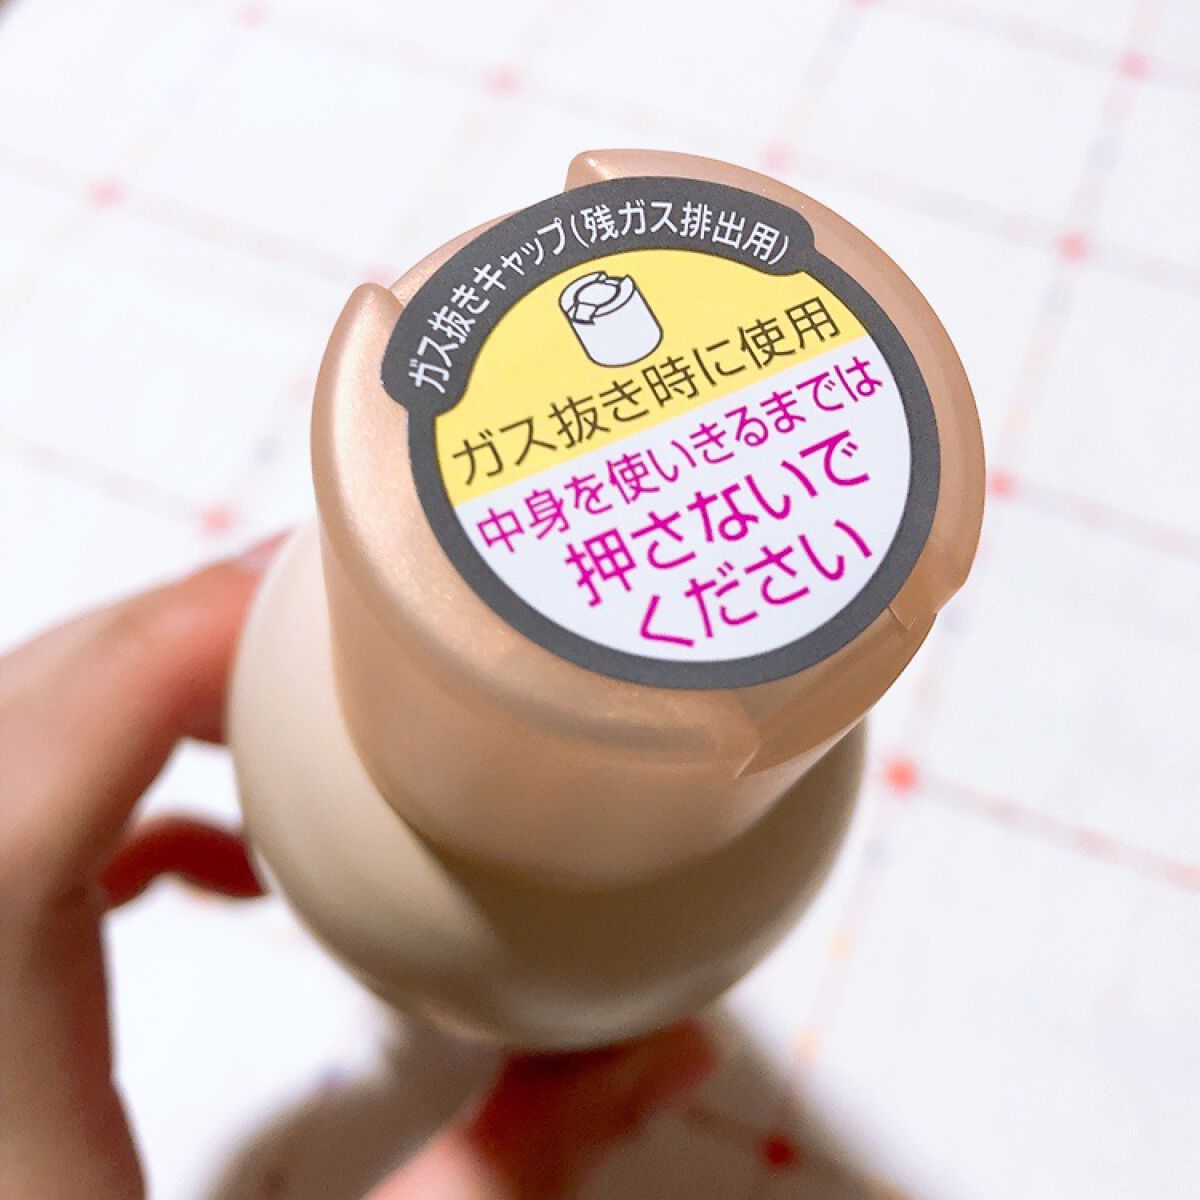 ガス抜きキャップ(残ガス排出用)
ガス抜き時に使用
中身を使いきるまでは
押さないで
ください